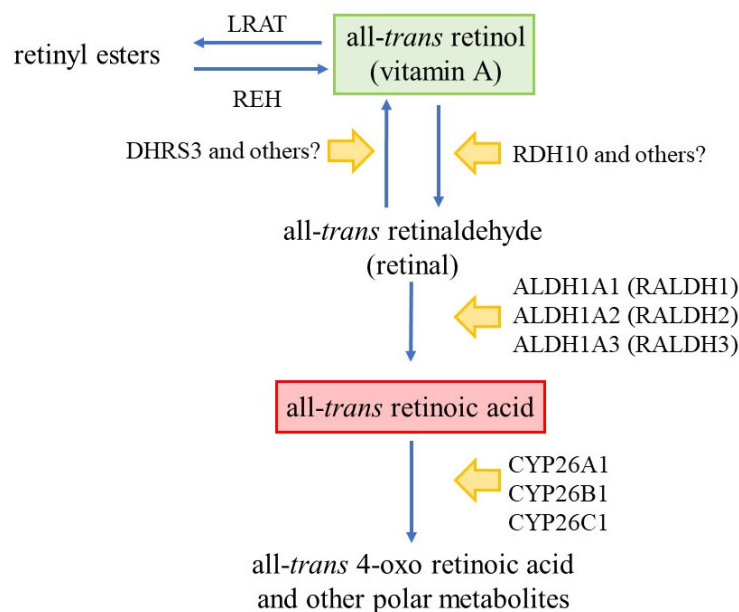 LRAT
retinyl esters
REH
all-trans retinol
(vitamin A)
DHRS3 and others?
RDH10 and others?
all-trans retinaldehyde
(retinal)
ALDH1A1 (RALDH1)
ALDH1A2 (RALDH2)
ALDH1A3 (RALDH3)
all-trans retinoic acid
CYP26A1
CYP26B1
CYP26C1
all-trans 4-oxo retinoic acid
and other polar metabolites